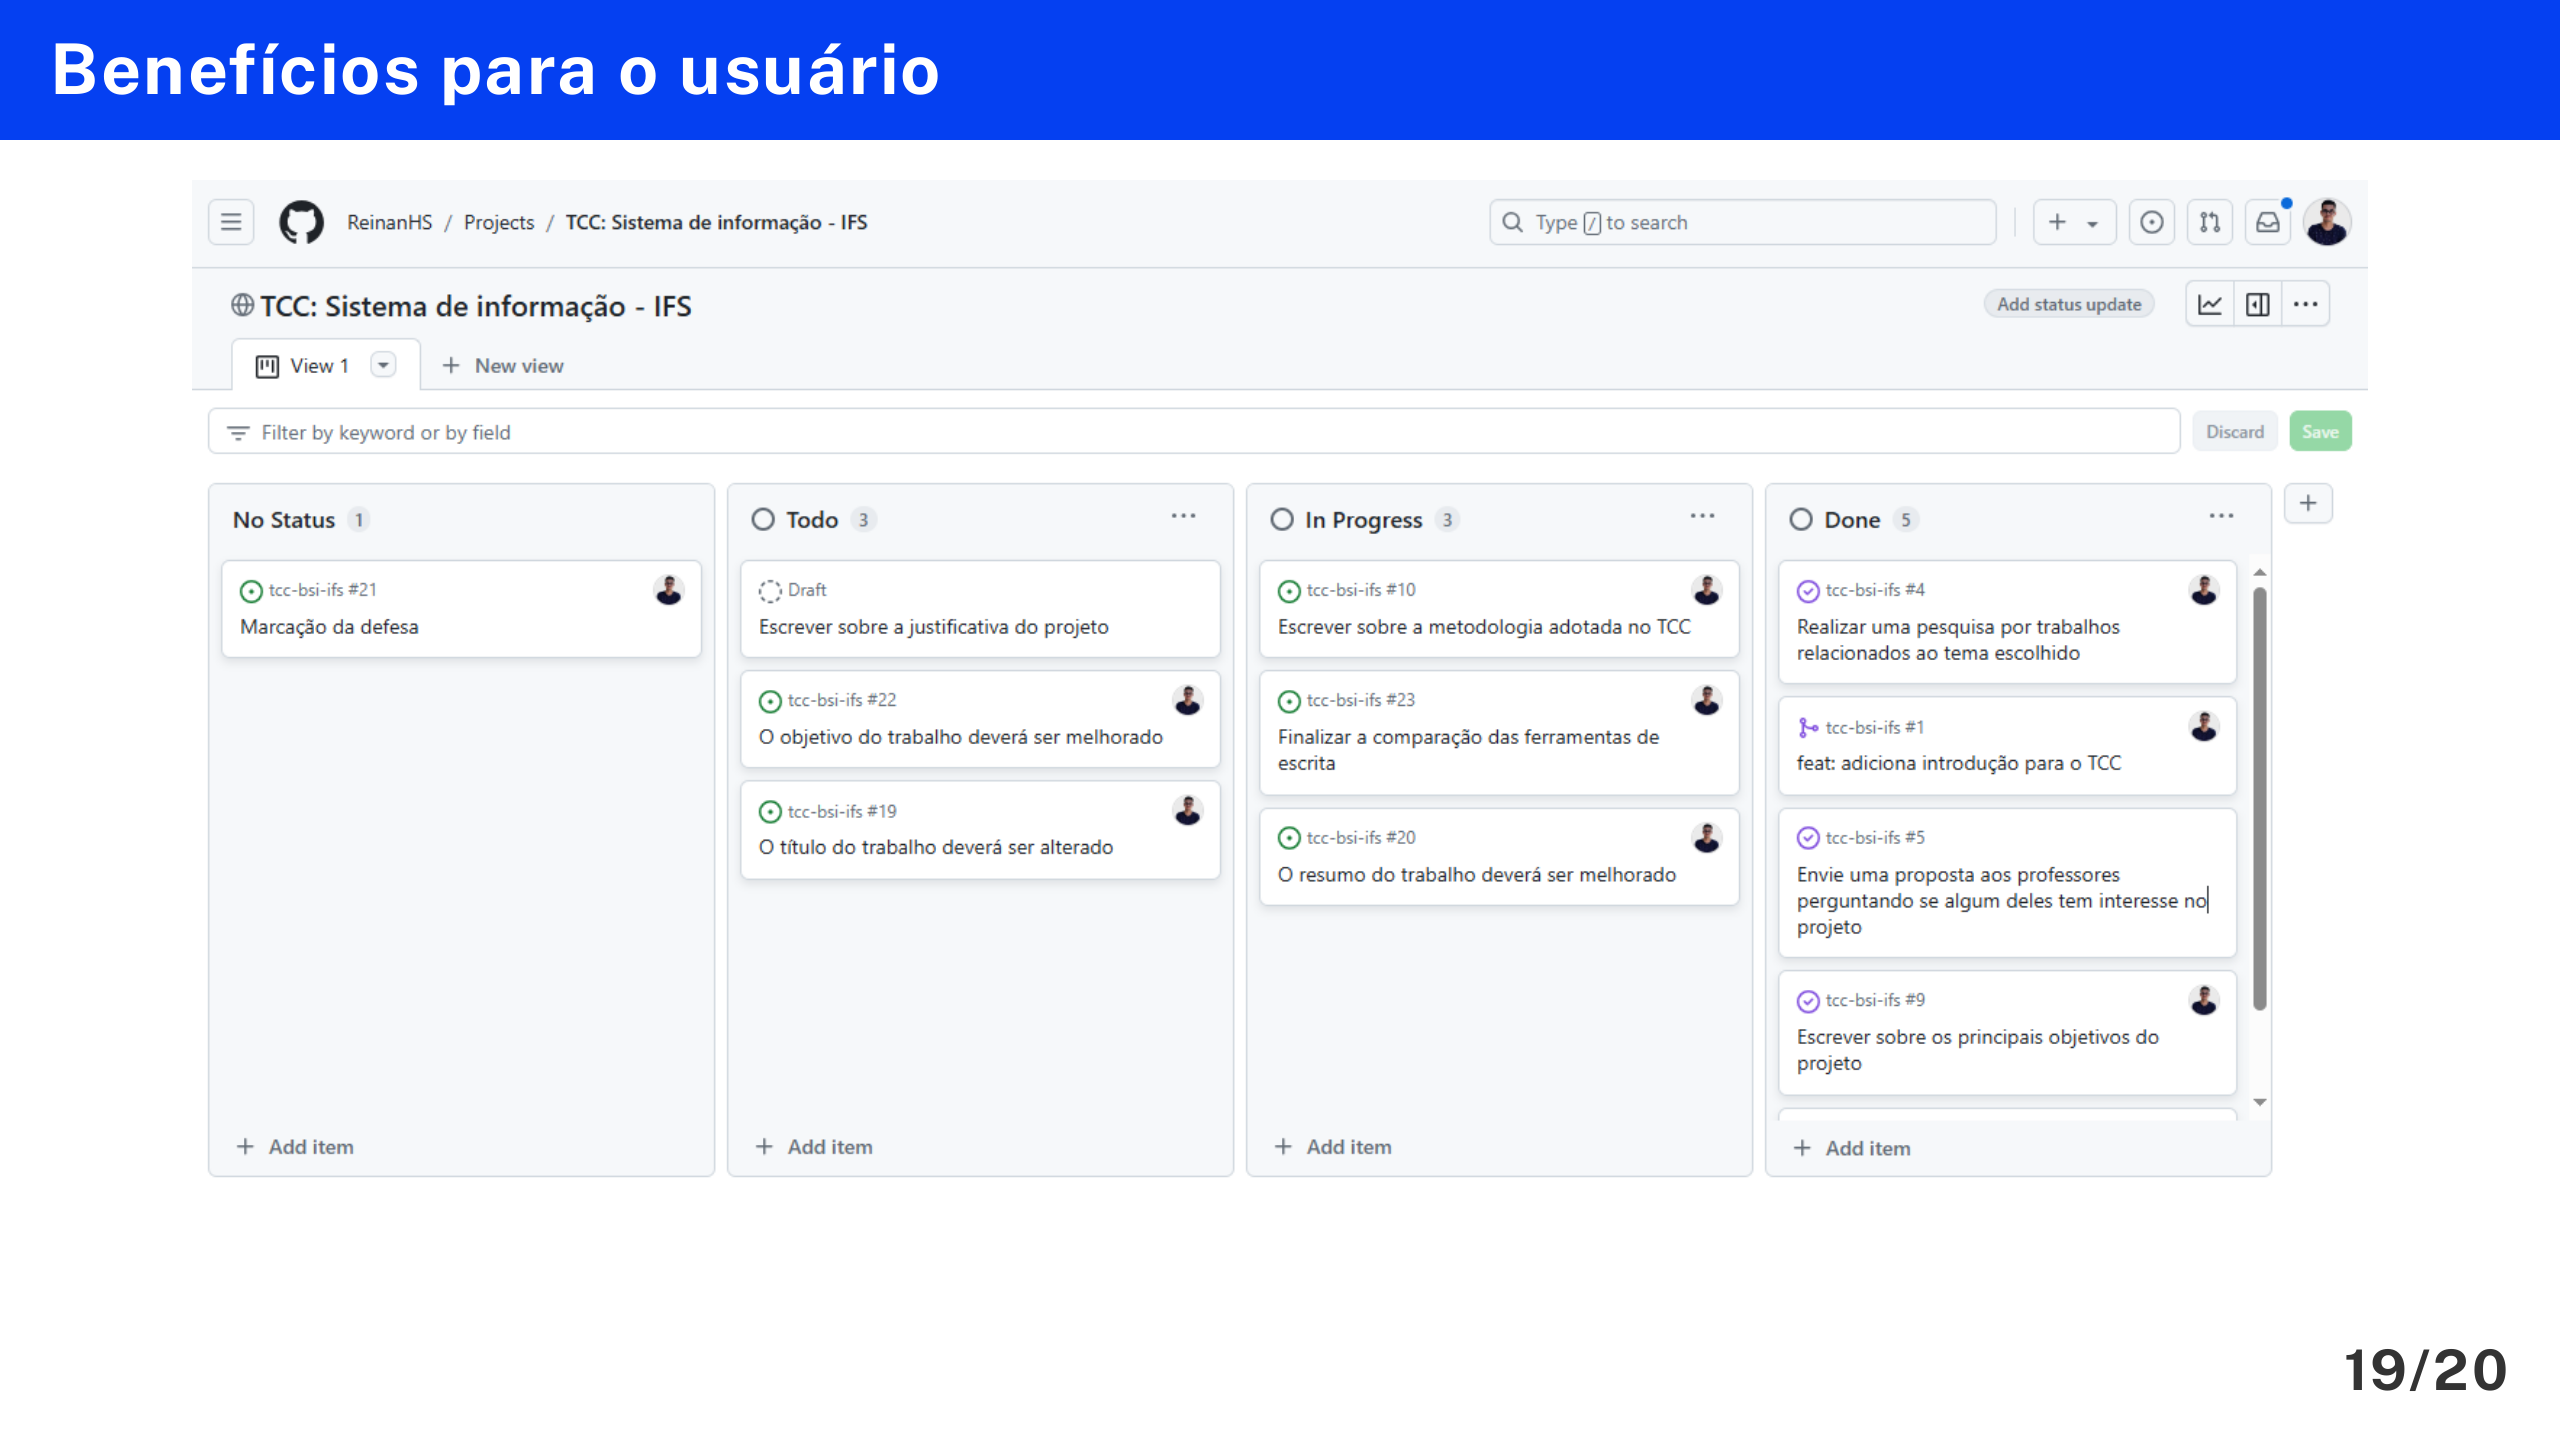 Benefícios para o usuário
ReinanHS / Projects / TCC: Sistema de informação - IFS
Type / to search
TCC: Sistema de informação - IFS
Add status update
View 1
New view
Filter by keyword or by field
Discard
Save
No Status 1
tcc-bsi-ifs #21
Marcação da defesa
Add item
Todo 3
Draft
Escrever sobre a justificativa do projeto
tcc-bsi-ifs #22
O objetivo do trabalho deverá ser melhorado
tcc-bsi-ifs #19
O título do trabalho deverá ser alterado
Add item
In Progress 3
tcc-bsi-ifs #10
Escrever sobre a metodologia adotada no TCC
tcc-bsi-ifs #23
Finalizar a comparação das ferramentas de
escrita
tcc-bsi-ifs #20
O resumo do trabalho deverá ser melhorado
Add item
Done 5
tcc-bsi-ifs #4
Realizar uma pesquisa por trabalhos
relacionados ao tema escolhido
tcc-bsi-ifs #1
feat: adiciona introdução para o TCC
tcc-bsi-ifs #5
Envie uma proposta aos professores
perguntando se algum deles tem interesse no
projeto
tcc-bsi-ifs #9
Escrever sobre os principais objetivos do
projeto
Add item
19/20